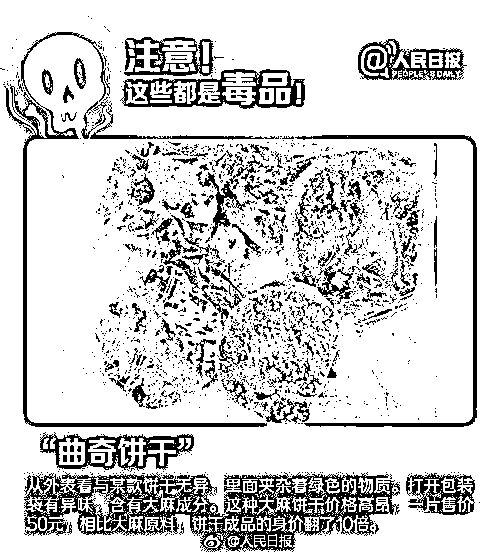 注意!
这些都是毒品!
@人民日报
PEOPLE'S DAILY
“曲奇饼干”
从外表看与某款饼干无异，里面夹杂着绿色的物质，打开包装
袋有异味，含有大麻成分。这种大麻饼干价格高昂，一片售价
50元，相比大麻原料，饼干成品的身价翻了10倍。
@人民日报